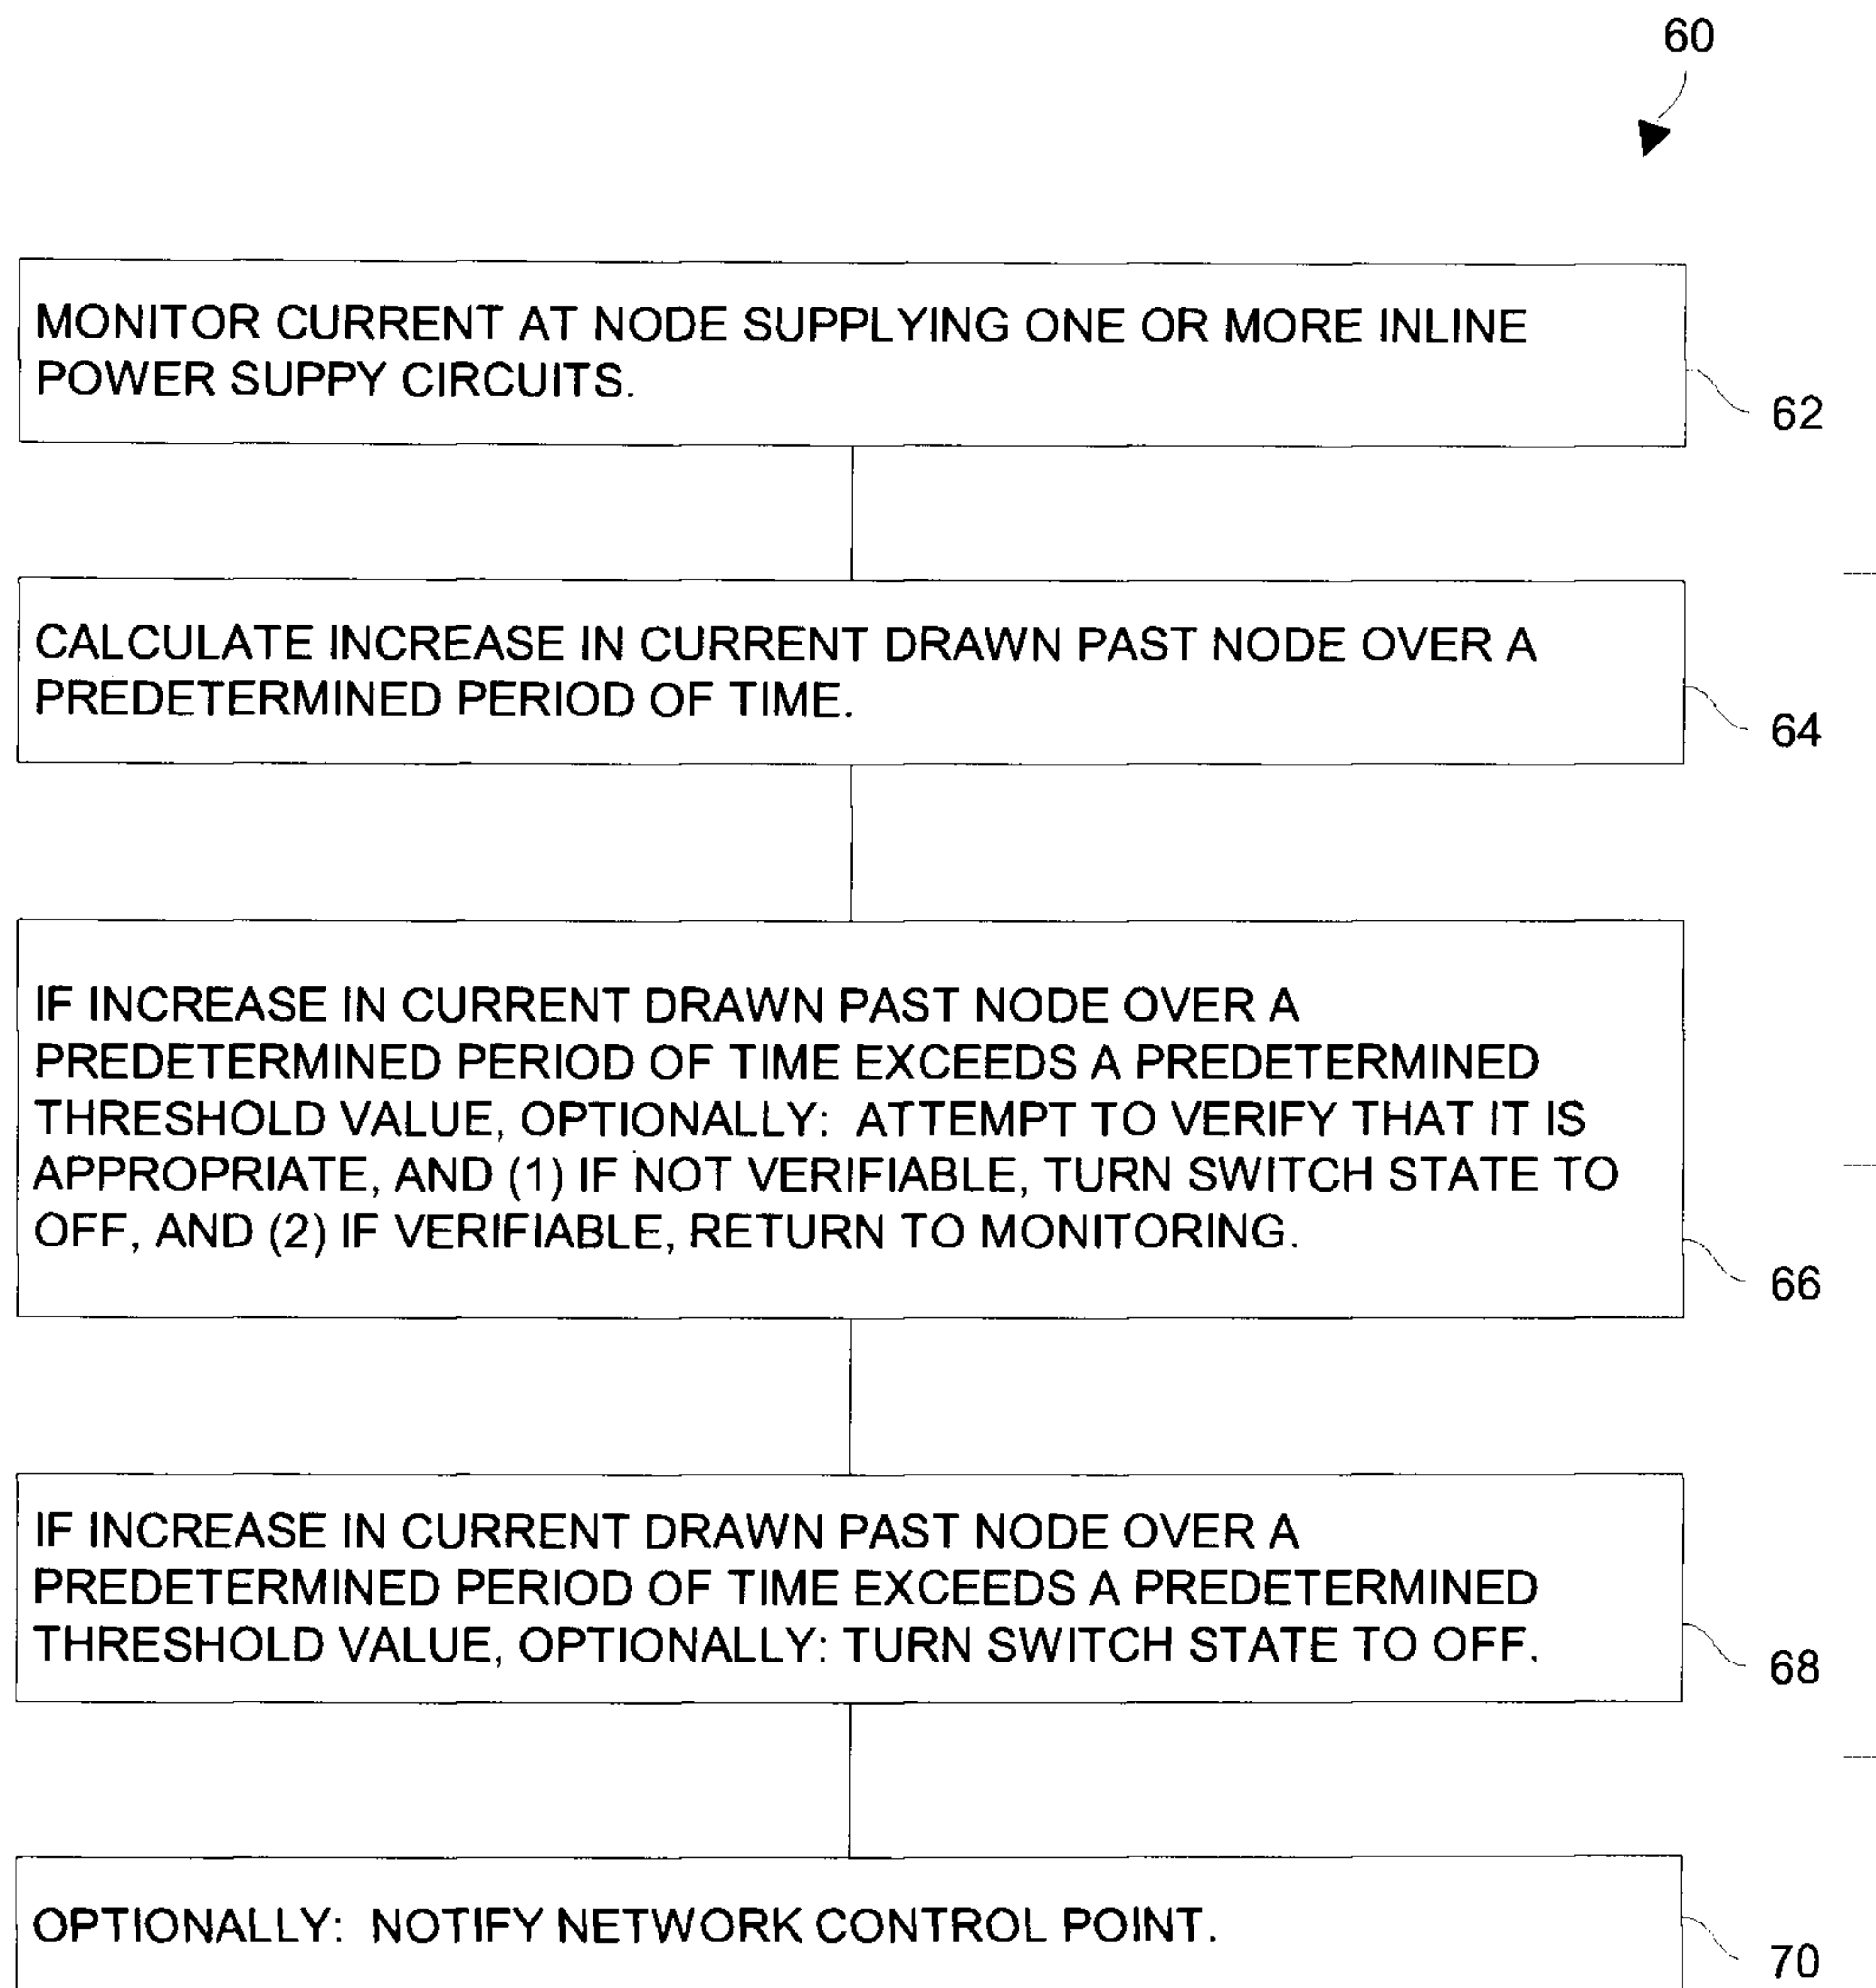 60
MONITOR CURRENT AT NODE SUPPLYING ONE OR MORE INLINE
POWER SUPPY CIRCUITS.
62
CALCULATE INCREASE IN CURRENT DRAWN PAST NODE OVER A
PREDETERMINED PERIOD OF TIME.
64
IF INCREASE IN CURRENT DRAWN PAST NODE OVER A
PREDETERMINED PERIOD OF TIME EXCEEDS A PREDETERMINED
THRESHOLD VALUE, OPTIONALLY: ATTEMPT TO VERIFY THAT IT IS
APPROPRIATE, AND (1) IF NOT VERIFIABLE, TURN SWITCH STATE TO
OFF, AND (2) IF VERIFIABLE, RETURN TO MONITORING.
66
IF INCREASE IN CURRENT DRAWN PAST NODE OVER A
PREDETERMINED PERIOD OF TIME EXCEEDS A PREDETERMINED
THRESHOLD VALUE, OPTIONALLY: TURN SWITCH STATE TO OFF.
68
OPTIONALLY: NOTIFY NETWORK CONTROL POINT.
70